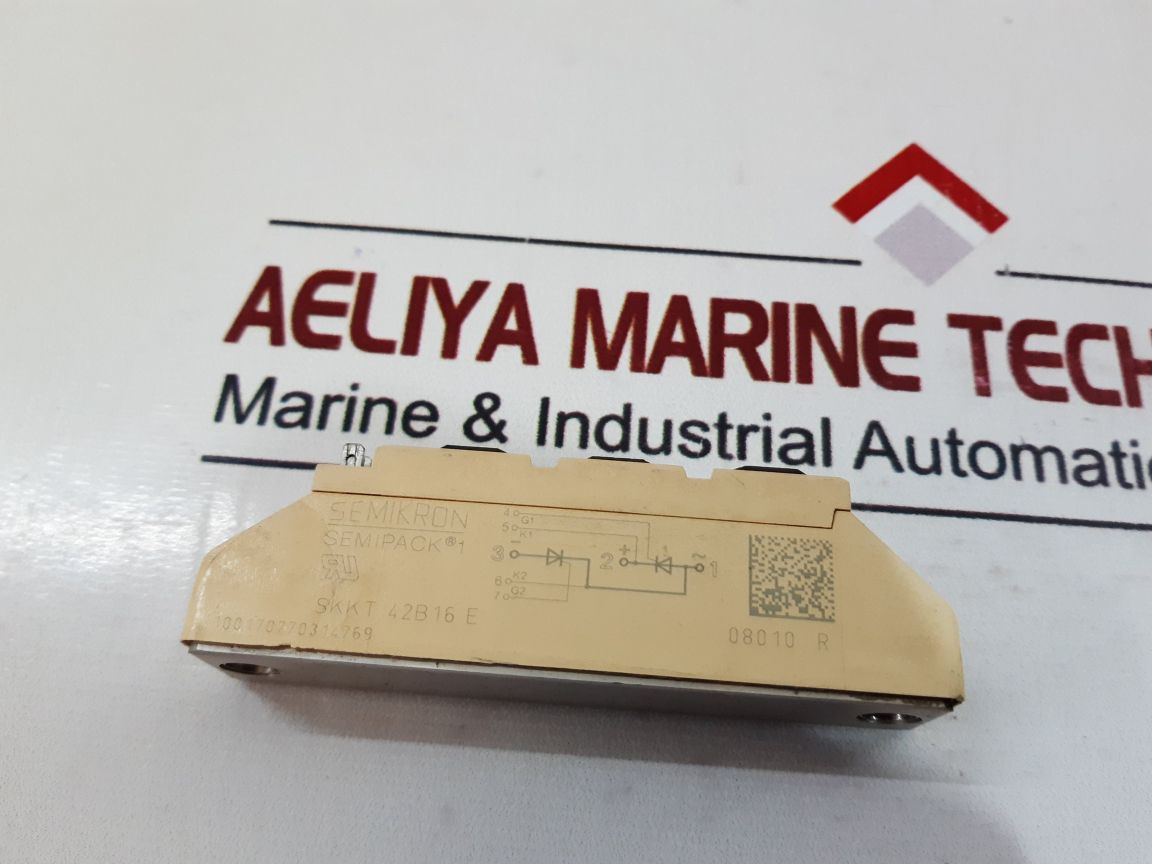 AELIYA MARINE TECH
Marine & Industrial Automati
SEMIKRON
SEMIPACK®1
SKKT 42B16 E
100170770314769
4 G1
5 K1
3 -
2 +
~ 1
6 K2
7 G2
08010 R